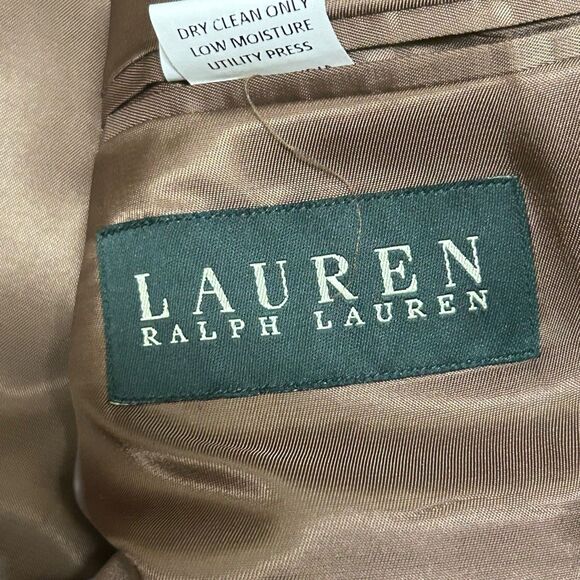 DRY CLEAN ONLY
LOW MOISTURE
UTILITY PRESS
LAUREN
RALPH LAUREN